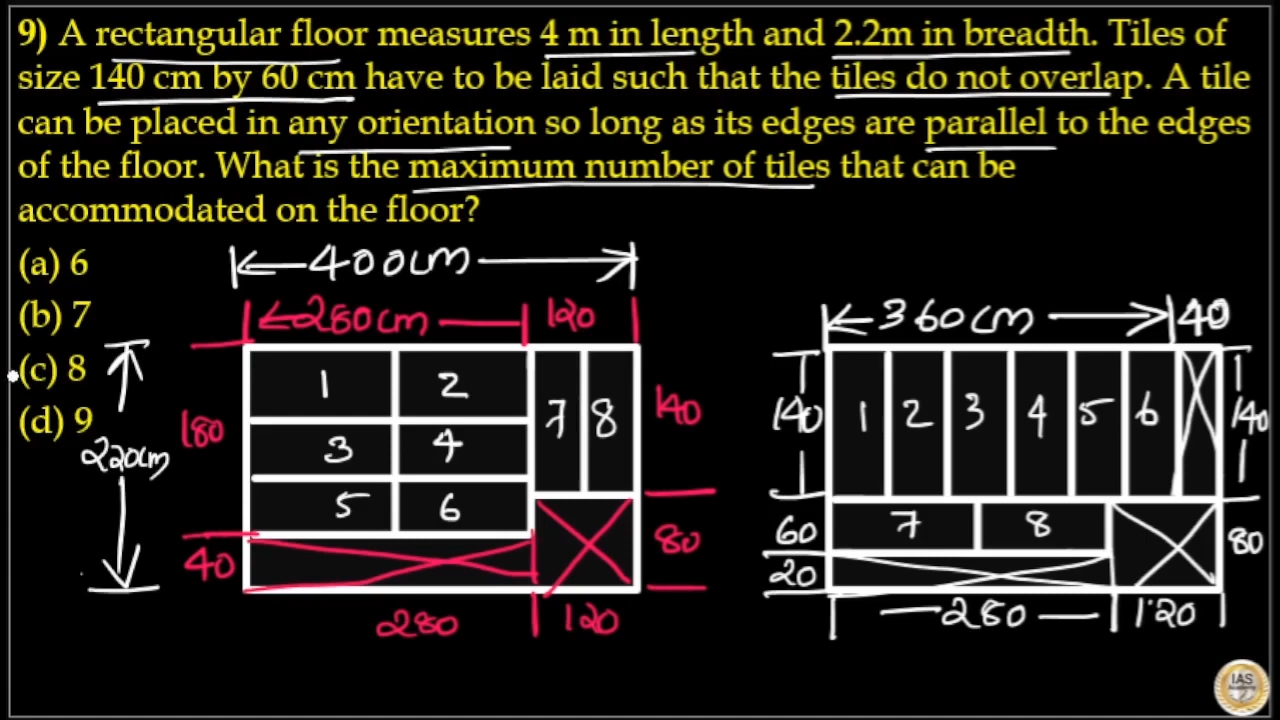 9) A rectangular floor measures 4 m in length and 2.2m in breadth. Tiles of
size 140 cm by 60 cm have to be laid such that the tiles do not overlap. A tile
can be placed in any orientation so long as its edges are parallel to the edges
of the floor. What is the maximum number of tiles that can be
accommodated on the floor?
(a) 6
(b) 7
(c) 8
(d) 9
400cm
280cm 120
1 2 7 8
3 4
5 6
180
220cm
40
140
80
280 120
360cm 40
140 1 2 3 4 5 6 140
60 7 8 80
20
280 120
IAS